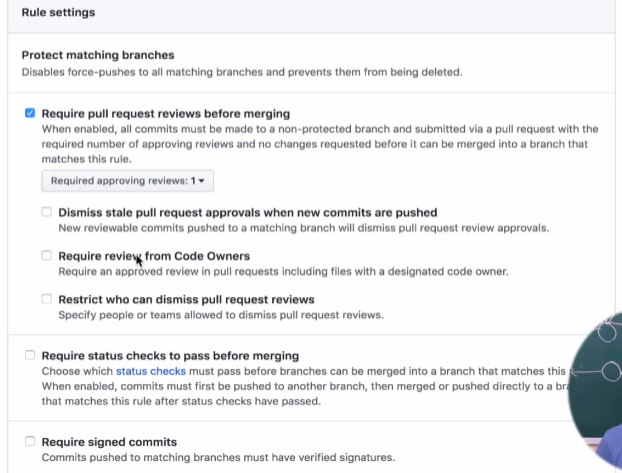 Rule settings
Protect matching branches
Disables force-pushes to all matching branches and prevents them from being deleted.
Require pull request reviews before merging
When enabled, all commits must be made to a non-protected branch and submitted via a pull request with the
required number of approving reviews and no changes requested before it can be merged into a branch that
matches this rule.
Required approving reviews: 1
Dismiss stale pull request approvals when new commits are pushed
New reviewable commits pushed to a matching branch will dismiss pull request review approvals.
Require review from Code Owners
Require an approved review in pull requests including files with a designated code owner.
Restrict who can dismiss pull request reviews
Specify people or teams allowed to dismiss pull request reviews.
Require status checks to pass before merging
Choose which status checks must pass before branches can be merged into a branch that matches this
When enabled, commits must first be pushed to another branch, then merged or pushed directly to a bra
that matches this rule after status checks have passed.
Require signed commits
Commits pushed to matching branches must have verified signatures.